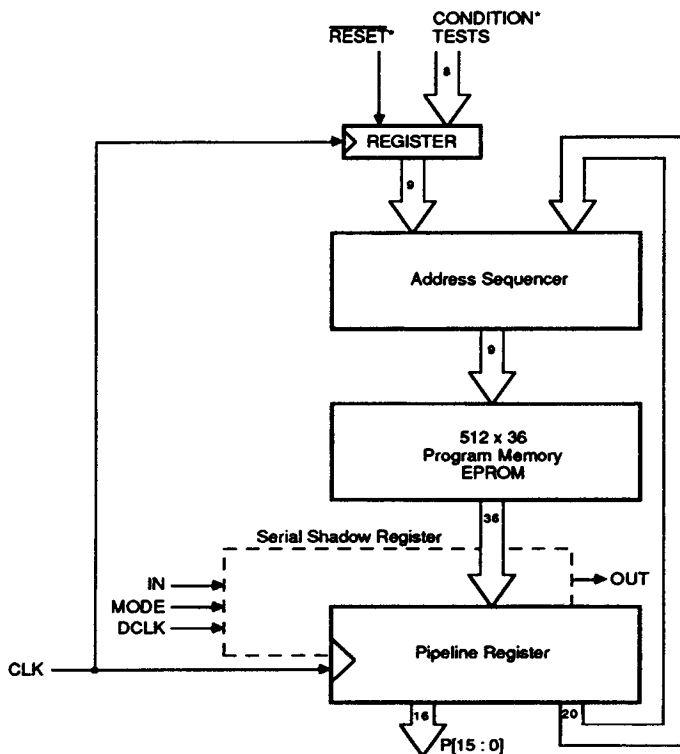 RESET*
CONDITION*
TESTS
8
REGISTER
9
Address Sequencer
9
512 x 36
Program Memory
EPROM
36
Serial Shadow Register
IN
OUT
MODE
DCLK
Pipeline Register
CLK
16
20
P[15 : 0]